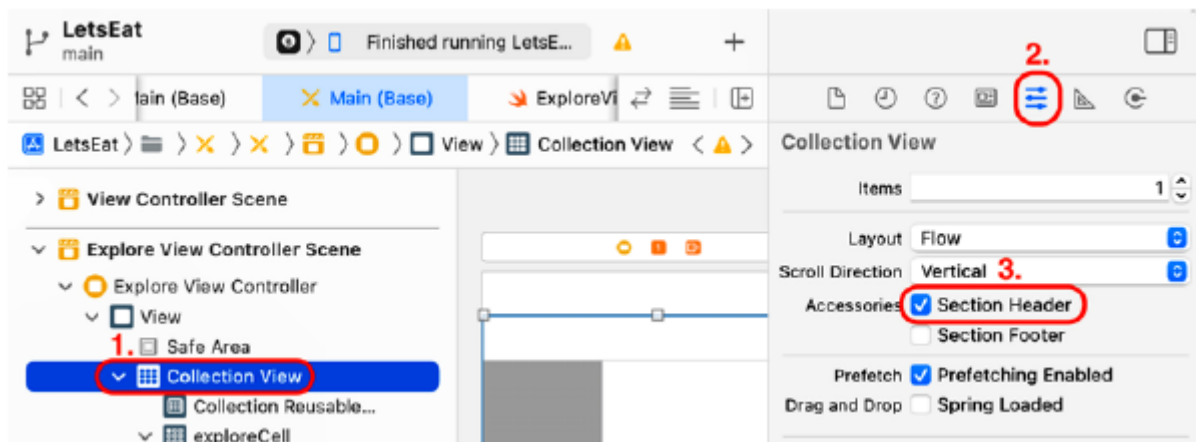 LetsEat
main
Finished running LetsE...
2.
Main (Base)
ExploreVi
LetsEat
View
Collection View
View Controller Scene
Explore View Controller Scene
Explore View Controller
View
1.
Safe Area
Collection View
Collection Reusable...
exploreCell
Collection View
Items
1
Layout
Flow
Scroll Direction
Vertical
3.
Accessories
Section Header
Section Footer
Prefetch
Prefetching Enabled
Drag and Drop
Spring Loaded